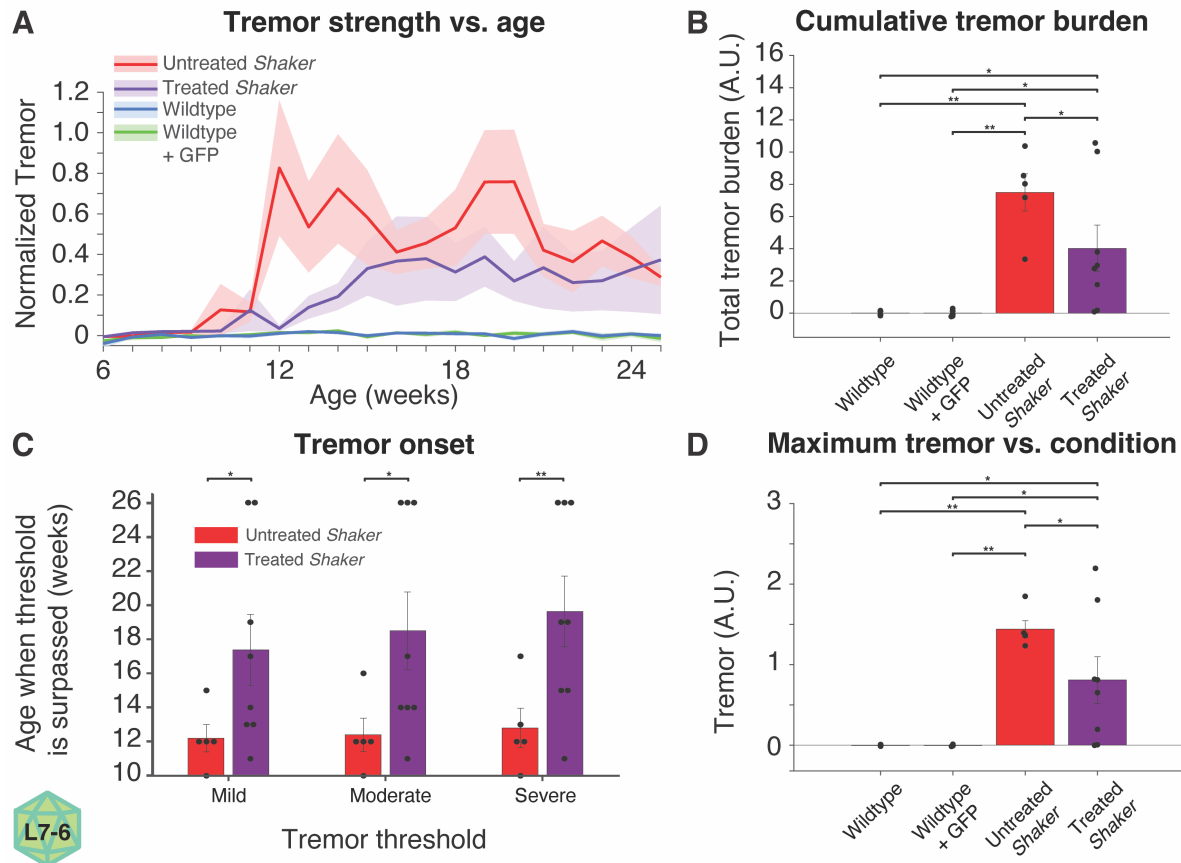 A
Tremor strength vs. age
Untreated Shaker
Treated Shaker
Wildtype
Wildtype
+ GFP
Normalized Tremor
1.2
1.0
0.8
0.6
0.4
0.2
0
6
12
18
24
Age (weeks)
B
Cumulative tremor burden
Total tremor burden (A.U.)
16
14
12
10
8
6
4
2
0
*
*
**
*
**
Wildtype
Wildtype
+ GFP
Untreated
Shaker
Treated
Shaker
C
Tremor onset
Age when threshold
is surpassed (weeks)
*
*
**
26
24
22
20
18
16
14
12
10
Untreated Shaker
Treated Shaker
Mild
Moderate
Severe
Tremor threshold
L7-6
D
Maximum tremor vs. condition
Tremor (A.U.)
3
2
1
0
*
*
**
*
**
Wildtype
Wildtype
+ GFP
Untreated
Shaker
Treated
Shaker